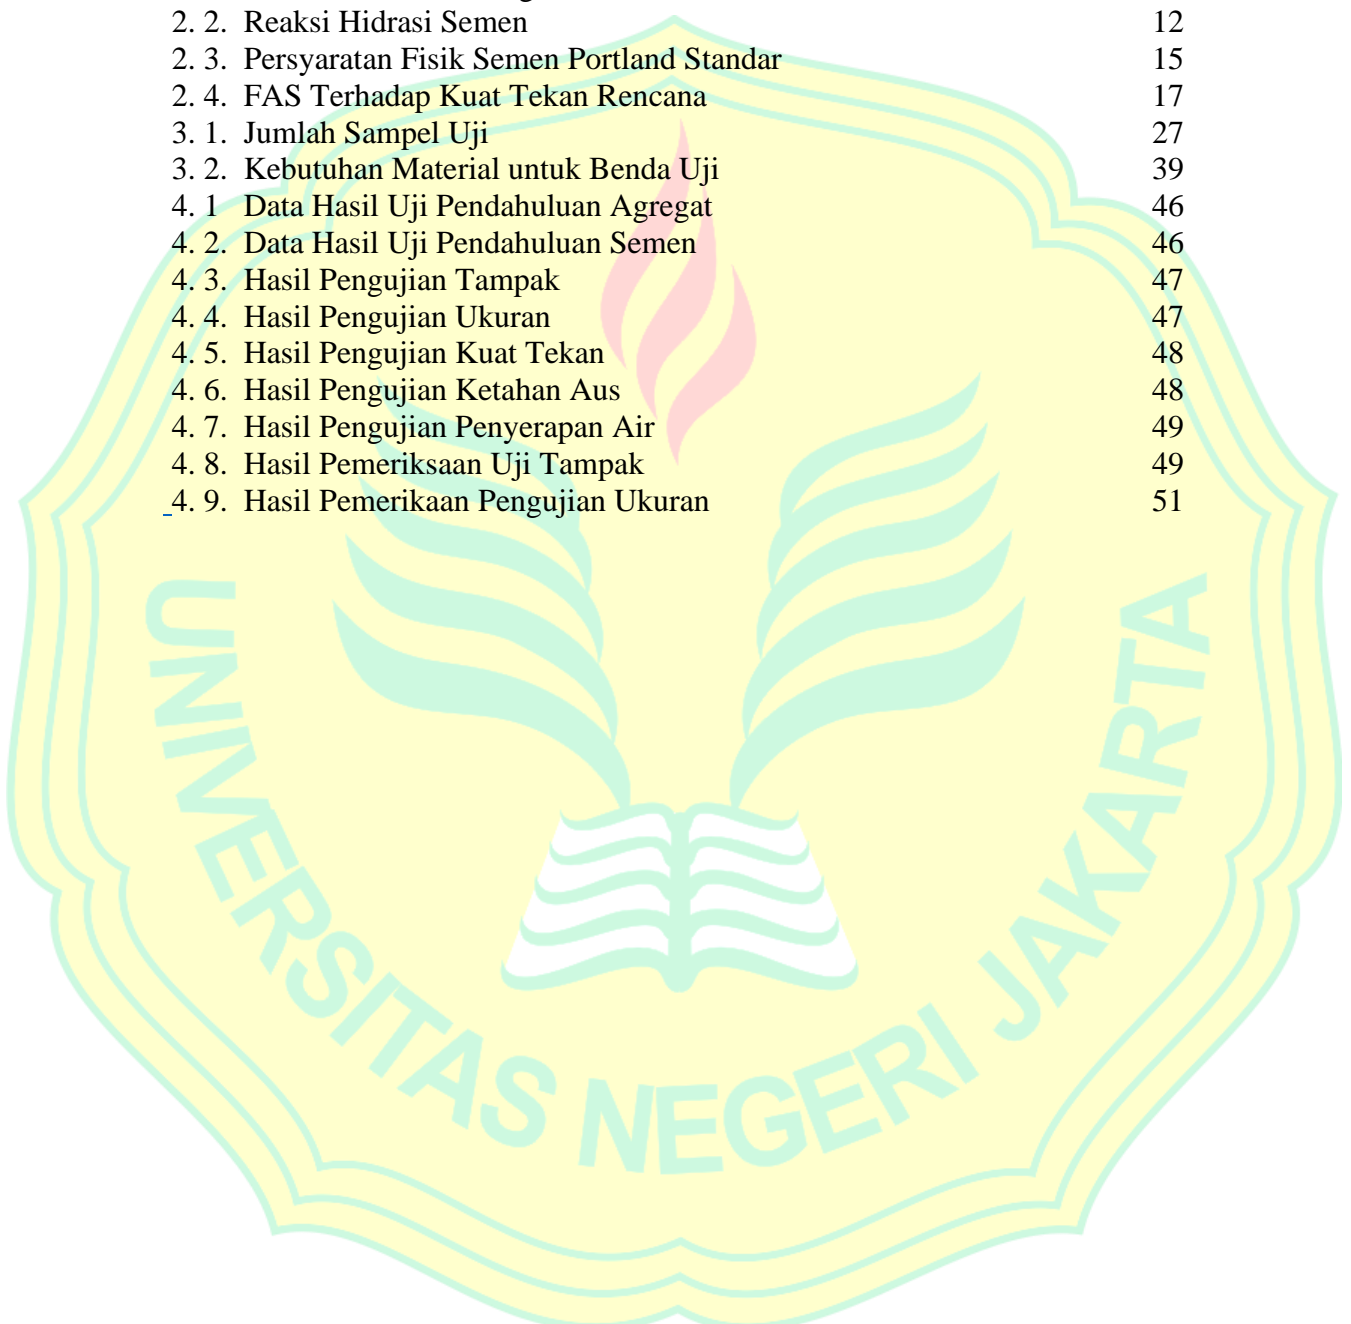 2. 2. Reaksi Hidrasi Semen 12
2. 3. Persyaratan Fisik Semen Portland Standar 15
2. 4. FAS Terhadap Kuat Tekan Rencana 17
3. 1. Jumlah Sampel Uji 27
3. 2. Kebutuhan Material untuk Benda Uji 39
4. 1 Data Hasil Uji Pendahuluan Agregat 46
4. 2. Data Hasil Uji Pendahuluan Semen 46
4. 3. Hasil Pengujian Tampak 47
4. 4. Hasil Pengujian Ukuran 47
4. 5. Hasil Pengujian Kuat Tekan 48
4. 6. Hasil Pengujian Ketahan Aus 48
4. 7. Hasil Pengujian Penyerapan Air 49
4. 8. Hasil Pemeriksaan Uji Tampak 49
4. 9. Hasil Pemerikaan Pengujian Ukuran 51
UNIVERSITAS NEGERI JAKARTA